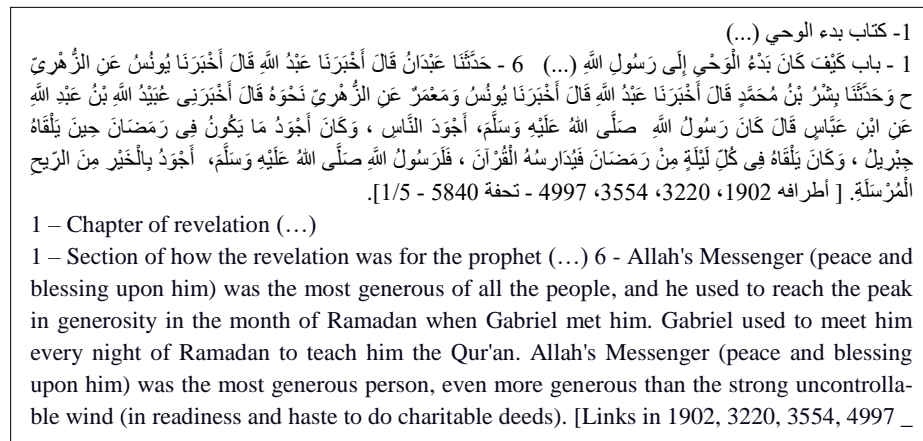 1- كتاب بدء الوحي (...)
1 - باب كَيْفَ كَانَ بَدْءُ الْوَحْيِ إِلَى رَسُولِ اللَّهِ (...) 6 - حَدَّثَنَا عَبْدَانُ قَالَ أَخْبَرَنَا عَبْدُ اللَّهِ قَالَ أَخْبَرَنَا يُونُسُ عَنِ الزُّهْرِيِّ
ح وَحَدَّثَنَا بِشْرُ بْنُ مُحَمَّدٍ قَالَ أَخْبَرَنَا عَبْدُ اللَّهِ قَالَ أَخْبَرَنَا يُونُسُ وَمَعْمَرٌ عَنِ الزُّهْرِيِّ نَحْوَهُ قَالَ أَخْبَرَنِى عُبَيْدُ اللَّهِ بْنُ عَبْدِ اللَّهِ
عَنِ ابْنِ عَبَّاسٍ قَالَ كَانَ رَسُولُ اللَّهِ صَلَّى اللهُ عَلَيْهِ وَسَلَّمَ، أَجْوَدَ النَّاسِ ، وَكَانَ أَجْوَدُ مَا يَكُونُ فِى رَمَضَانَ حِينَ يَلْقَاهُ
جِبْرِيلُ ، وَكَانَ يَلْقَاهُ فِى كُلِّ لَيْلَةٍ مِنْ رَمَضَانَ فَيُدَارِسُهُ الْقُرْآنَ ، فَلَرَسُولُ اللَّهِ صَلَّى اللهُ عَلَيْهِ وَسَلَّمَ، أَجْوَدُ بِالْخَيْرِ مِنَ الرِّيحِ
الْمُرْسَلَةِ. [ أطرافه 1902، 3220، 3554، 4997 - تحفة 5840 - 1/5].
1 – Chapter of revelation (…)
1 – Section of how the revelation was for the prophet (…) 6 - Allah's Messenger (peace and
blessing upon him) was the most generous of all the people, and he used to reach the peak
in generosity in the month of Ramadan when Gabriel met him. Gabriel used to meet him
every night of Ramadan to teach him the Qur'an. Allah's Messenger (peace and blessing
upon him) was the most generous person, even more generous than the strong uncontrolla-
ble wind (in readiness and haste to do charitable deeds). [Links in 1902, 3220, 3554, 4997 _